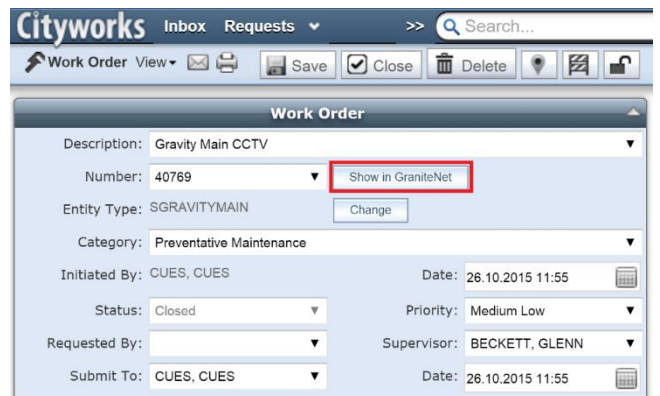 Cityworks Inbox Requests >> Search...
Work Order View Save Close Delete
Work Order
Description: Gravity Main CCTV
Number: 40769 Show in GraniteNet
Entity Type: SGRAVITYMAIN Change
Category: Preventative Maintenance
Initiated By: CUES, CUES Date: 26.10.2015 11:55
Status: Closed Priority: Medium Low
Requested By: Supervisor: BECKETT, GLENN
Submit To: CUES, CUES Date: 26.10.2015 11:55